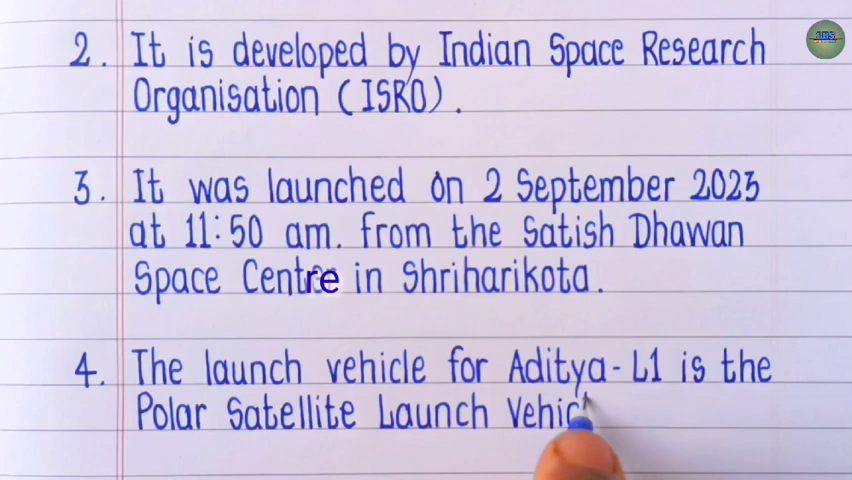 2. It is developed by Indian Space Research
Organisation (ISRO).
3. It was launched on 2 September 2023
at 11:50 am. from the Satish Dhawan
Space Centre in Shriharikota.
4. The launch vehicle for Aditya-L1 is the
Polar Satellite Launch Vehic